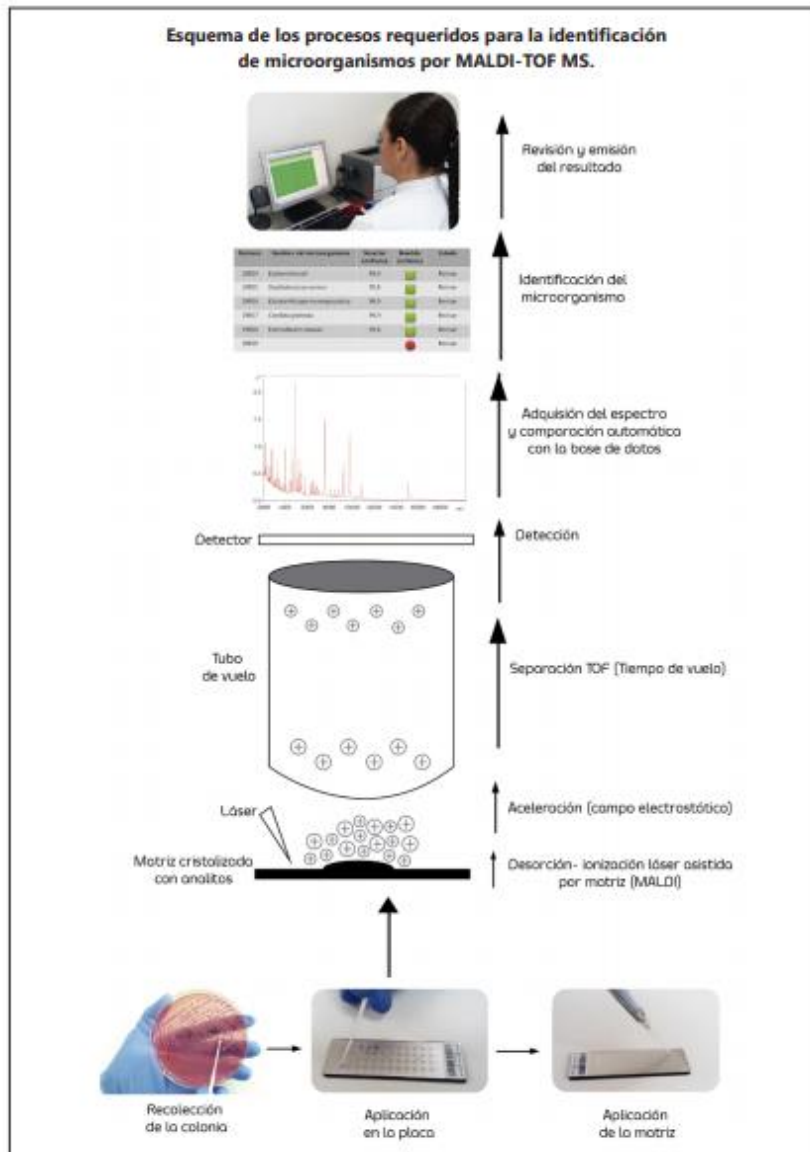 Esquema de los procesos requeridos para la identificación
de microorganismos por MALDI-TOF MS.
Revisión y emisión
del resultado
Identificación del
microorganismo
Adquisión del espectro
y comparación automática
con la base de datos
Detector
Detección
Tubo
de vuelo
Separación TOF (Tiempo de vuelo)
Láser
Aceleración (campo electrostático)
Matriz cristalizada
con analitos
Desorción- ionización láser asistida
por matriz (MALDI)
Recolección
de la colonia
Aplicación
en la placa
Aplicación
de la matriz